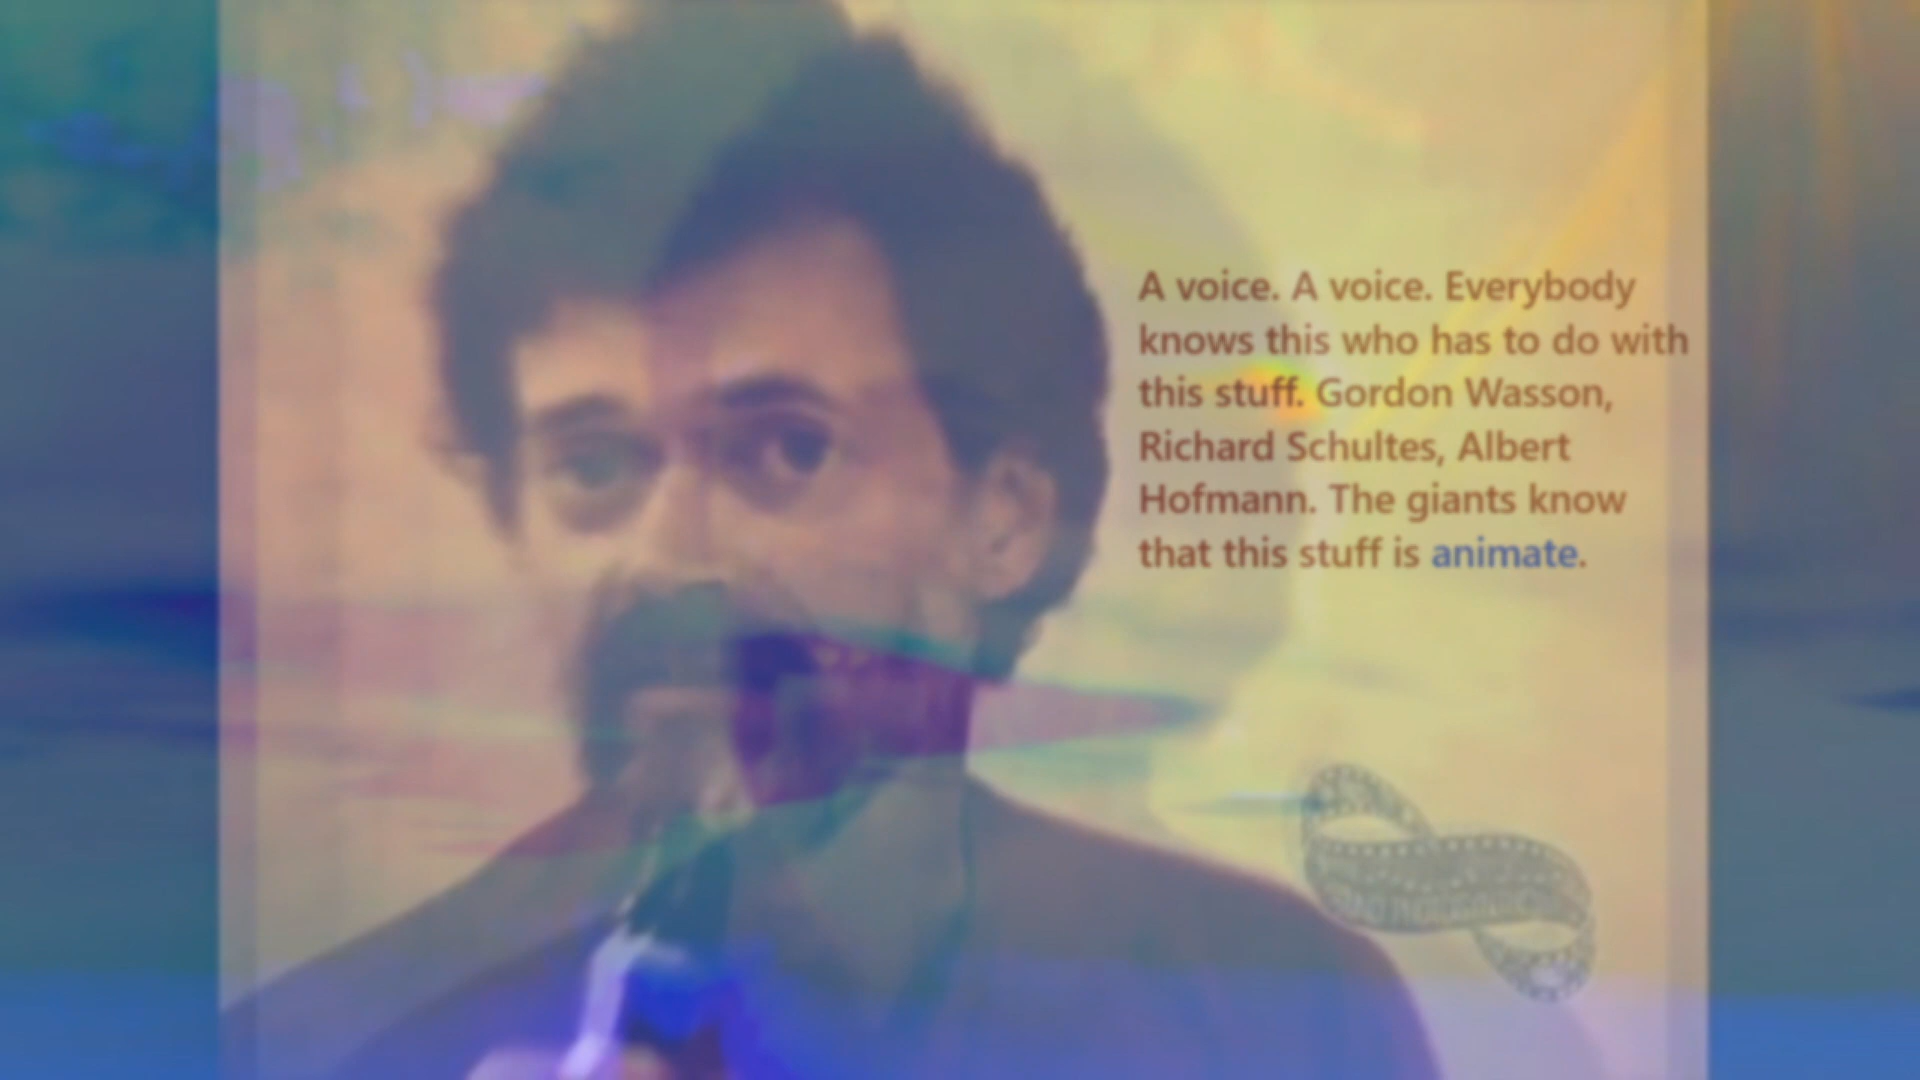 A voice. A voice. Everybody
knows this who has to do with
this stuff. Gordon Wasson,
Richard Schultes, Albert
Hofmann. The giants know
that this stuff is animate.